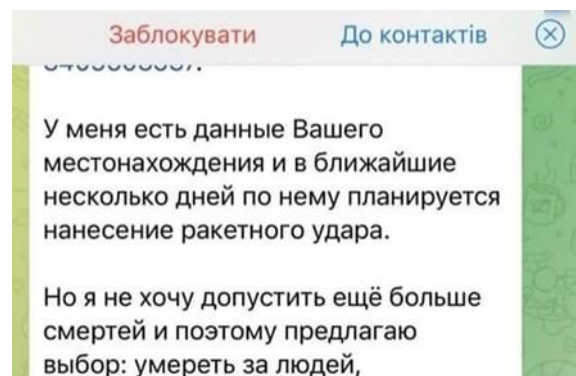 Заблокувати До контактів
У меня есть данные Вашего
местонахождения и в ближайшие
несколько дней по нему планируется
нанесение ракетного удара.
Но я не хочу допустить ещё больше
смертей и поэтому предлагаю
выбор: умереть за людей,